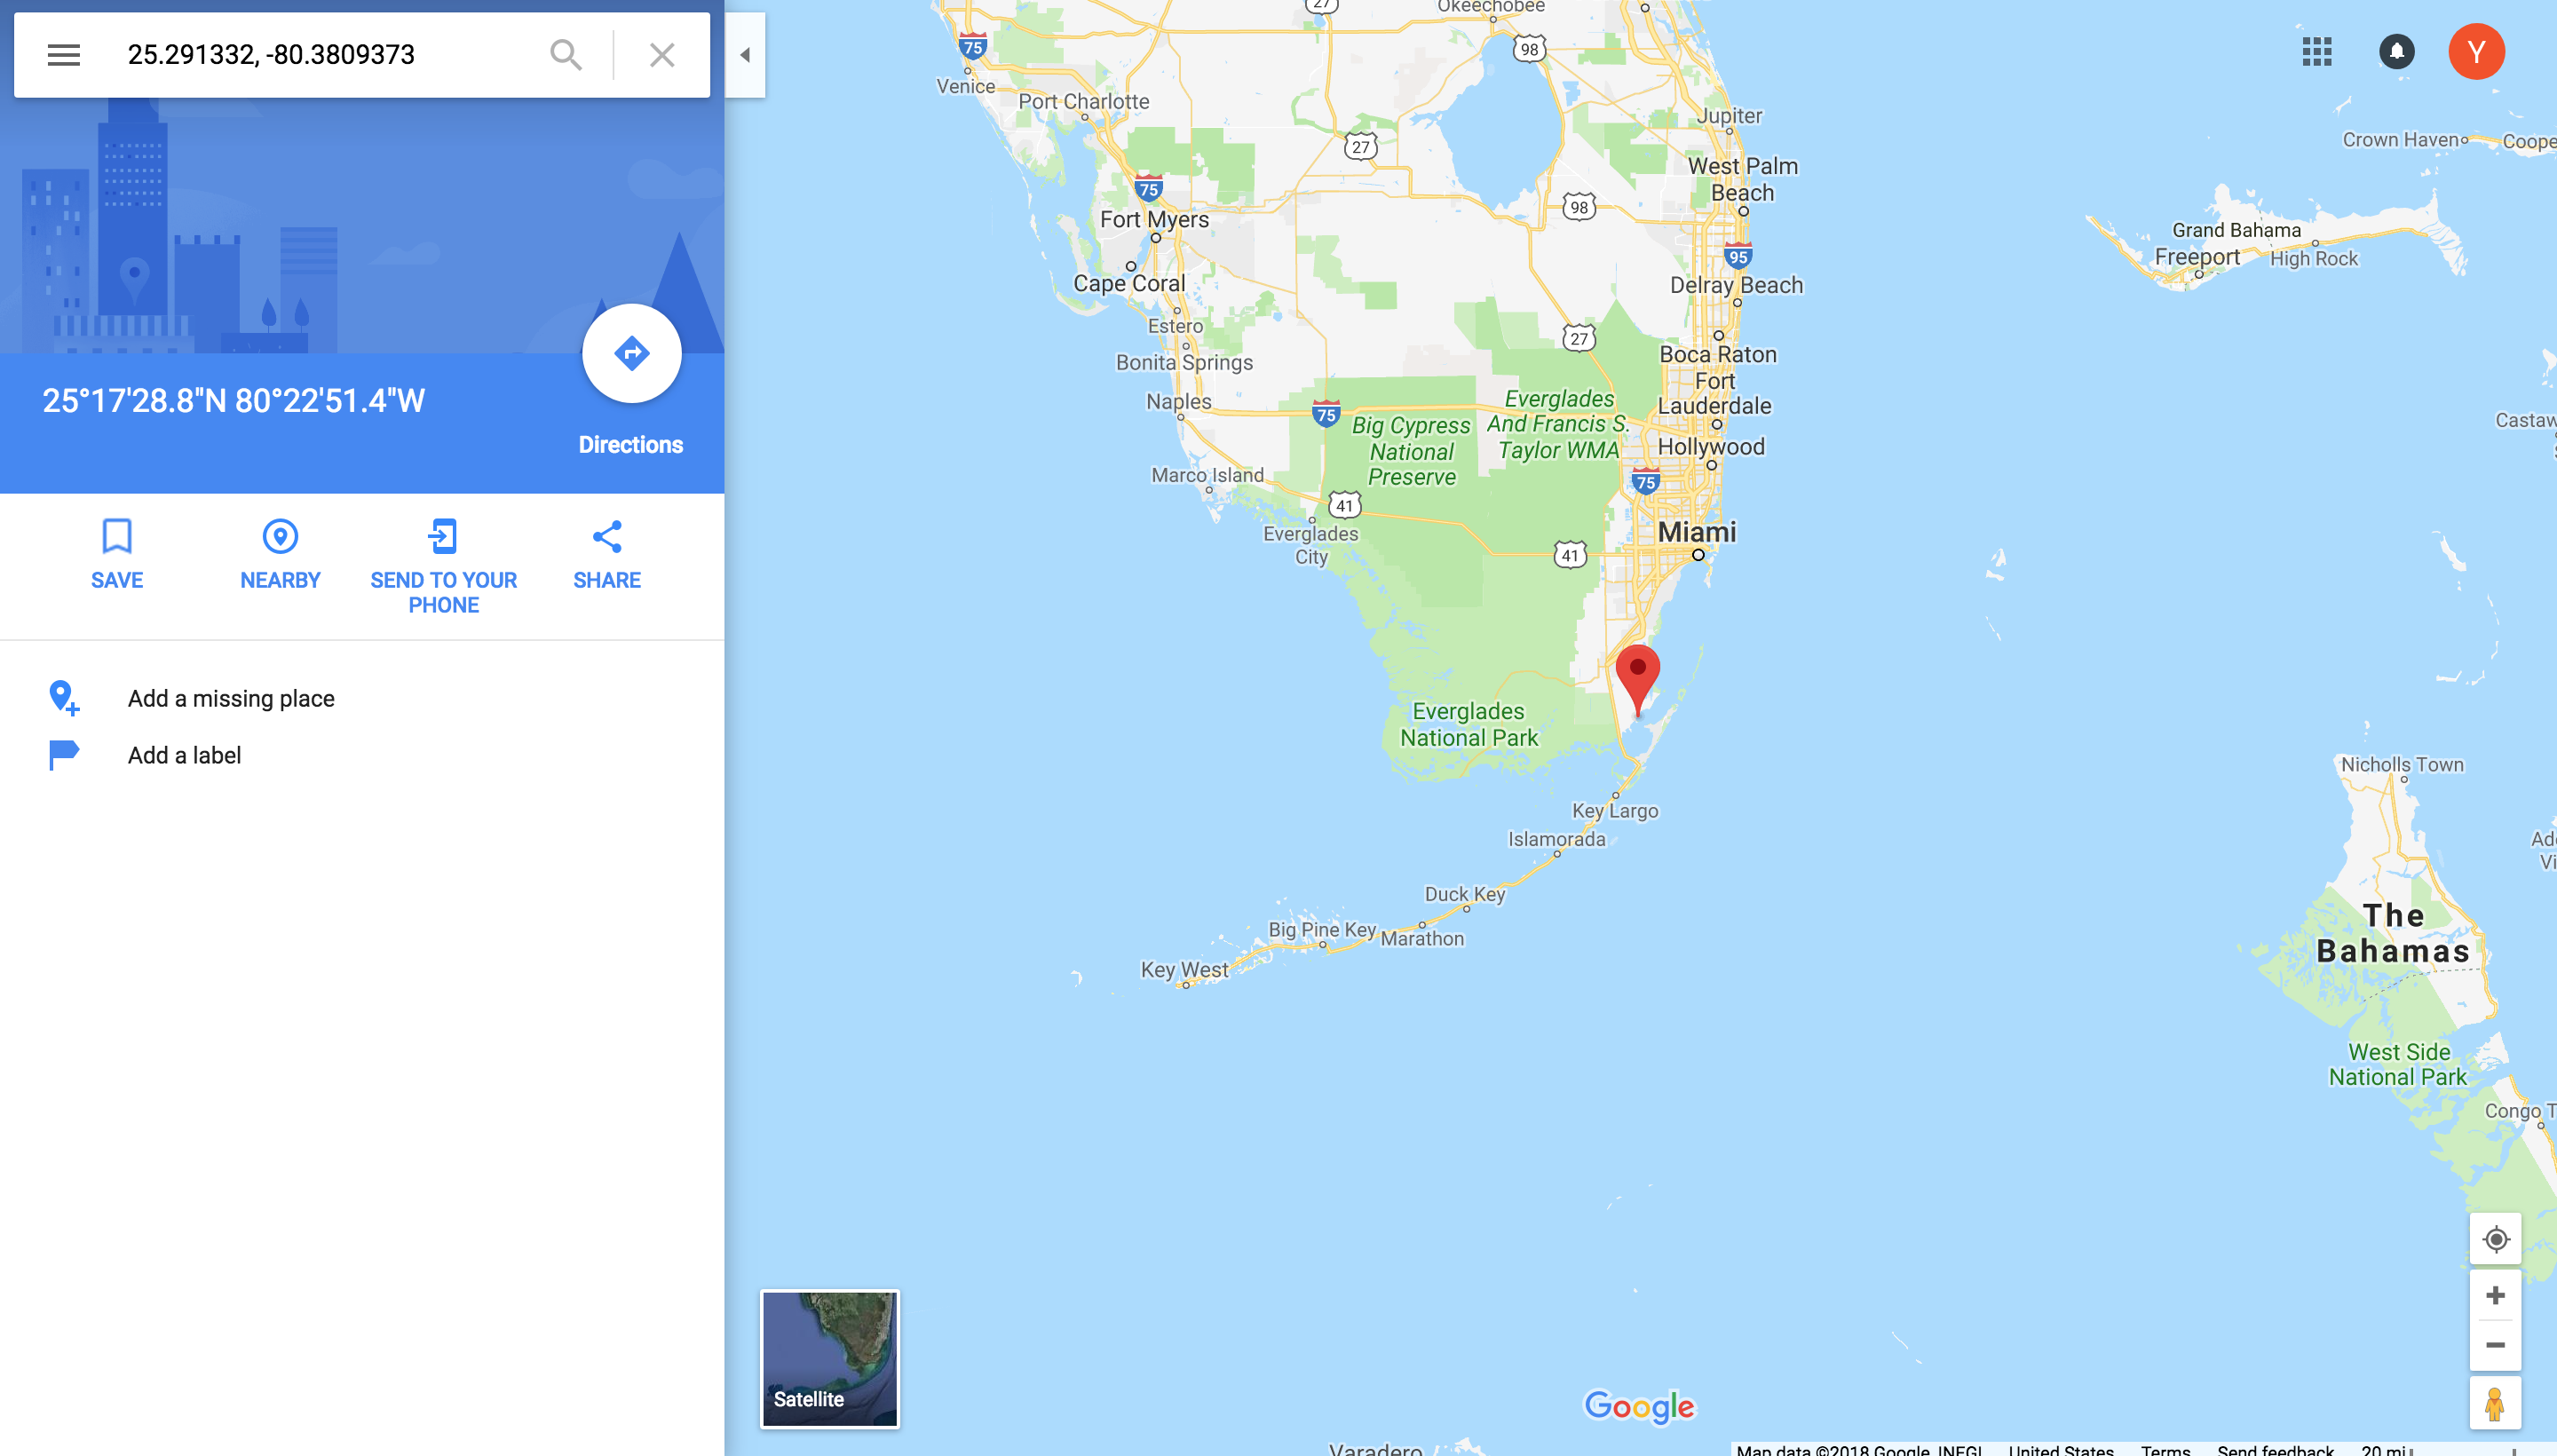 25.291332, -80.3809373
25°17'28.8"N 80°22'51.4"W
Directions
SAVE
NEARBY
SEND TO YOUR
PHONE
SHARE
Add a missing place
Add a label
27
Okeechobee
98
75
Venice
Port Charlotte
27
Jupiter
West Palm
Beach
75
98
Fort Myers
95
Cape Coral
Delray Beach
Estero
27
Boca Raton
Bonita Springs
Fort
Lauderdale
Naples
75
Everglades
And Francis S.
Taylor WMA
Big Cypress
National
Preserve
Hollywood
Marco Island
75
41
Everglades
City
Miami
41
Everglades
National Park
Key Largo
Islamorada
Duck Key
Big Pine Key
Marathon
Key West
Y
Crown Haven
Coope
Grand Bahama
Freeport
High Rock
Castaw
Nicholls Town
The
Bahamas
West Side
National Park
Congo T
Satellite
Google
Varadero
Map data ©2018 Google, INEGI
United States
Terms
Send feedback
20 mi